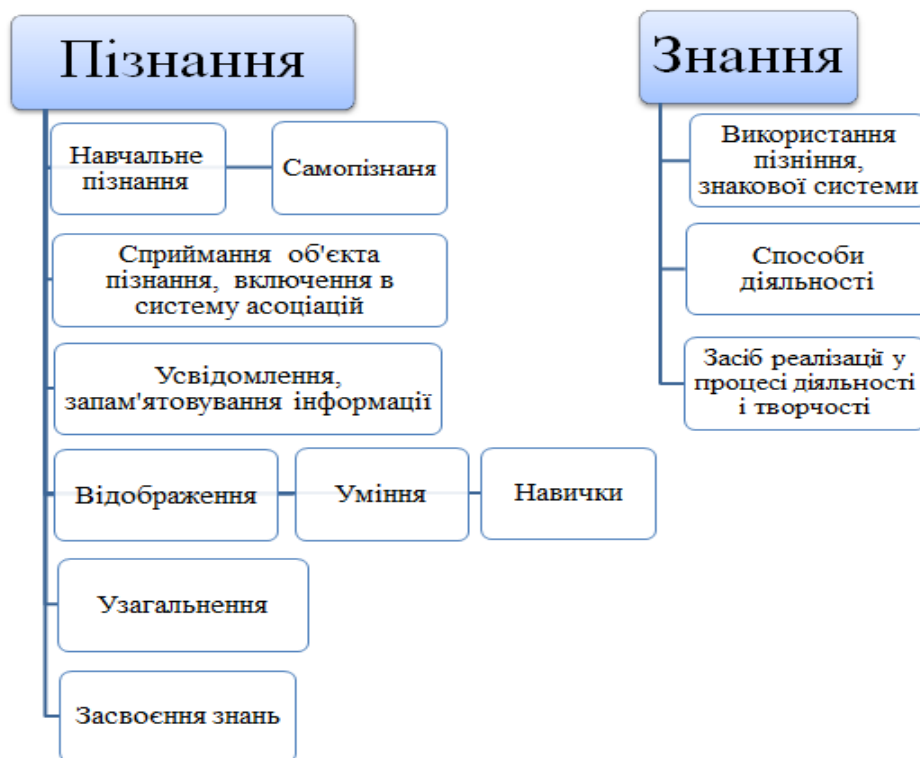 Пізнання
Навчальне
пізнання
Самопізнаня
Сприймання об'єкта
пізнання, включення в
систему асоціацій
Усвідомлення,
запам'ятовування інформації
Відображення
Уміння
Навички
Узагальнення
Засвоєння знань
Знання
Використання
пізніння,
знакової системи
Способи
діяльності
Засіб реалізації у
процесі діяльності
і творчості